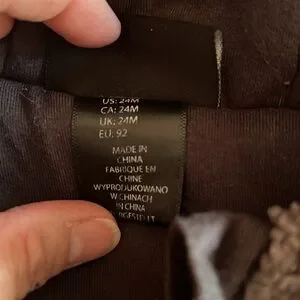 US: 24M
CA: 24M
UK: 24M
EU: 92
MADE IN
CHINA
FABRIQUE EN
CHINE
WYPRODUKOWANO
W CHINACH
IN CHINA